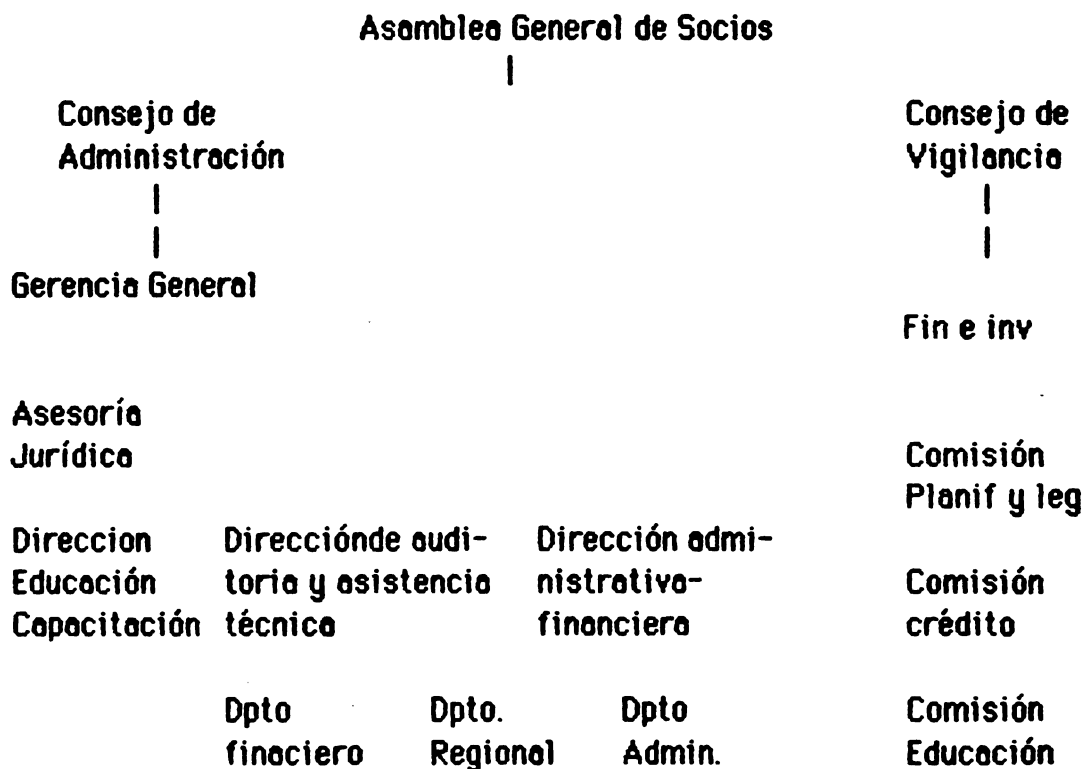 Asamblea General de Socios
Consejo de
Administración
Consejo de
Vigilancia
Gerencia General
Fin e inv
Asesoría
Jurídica
Comisión
Planif y leg
Direccion
Educación
Capacitación
Direcciónde audi-
toria y asistencia
técnica
Dirección admi-
nistrativa-
financiera
Comisión
crédito
Dpto
finaciero
Dpto.
Regional
Dpto
Admin.
Comisión
Educación